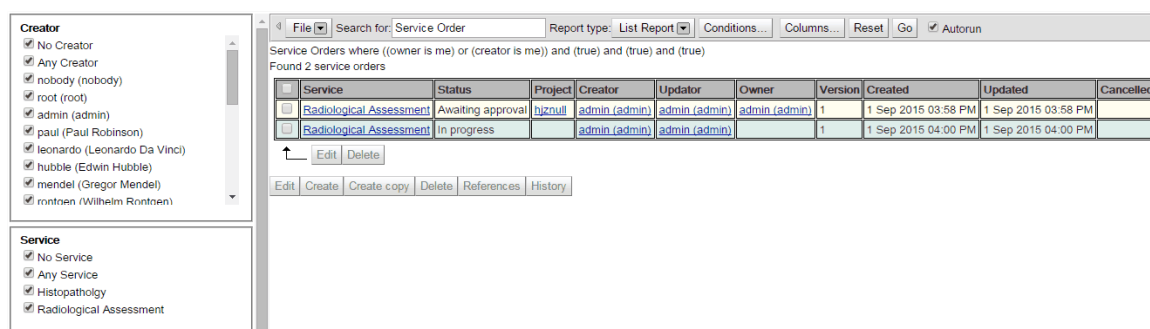 Creator
No Creator
Any Creator
nobody (nobody)
root (root)
admin (admin)
paul (Paul Robinson)
leonardo (Leonardo Da Vinci)
hubble (Edwin Hubble)
mendel (Gregor Mendel)
rontgen (Wilhelm Rontgen)
Service
No Service
Any Service
Histopatholgy
Radiological Assessment
File Search for: Service Order Report type: List Report Conditions... Columns... Reset Go Autorun
Service Orders where ((owner is me) or (creator is me)) and (true) and (true) and (true)
Found 2 service orders
Service Status Project Creator Updator Owner Version Created Updated Cancelled
Radiological Assessment Awaiting approval hjznull admin (admin) admin (admin) admin (admin) 1 1 Sep 2015 03:58 PM 1 Sep 2015 03:58 PM
Radiological Assessment In progress admin (admin) admin (admin) 1 1 Sep 2015 04:00 PM 1 Sep 2015 04:00 PM
Edit Delete
Edit Create Create copy Delete References History